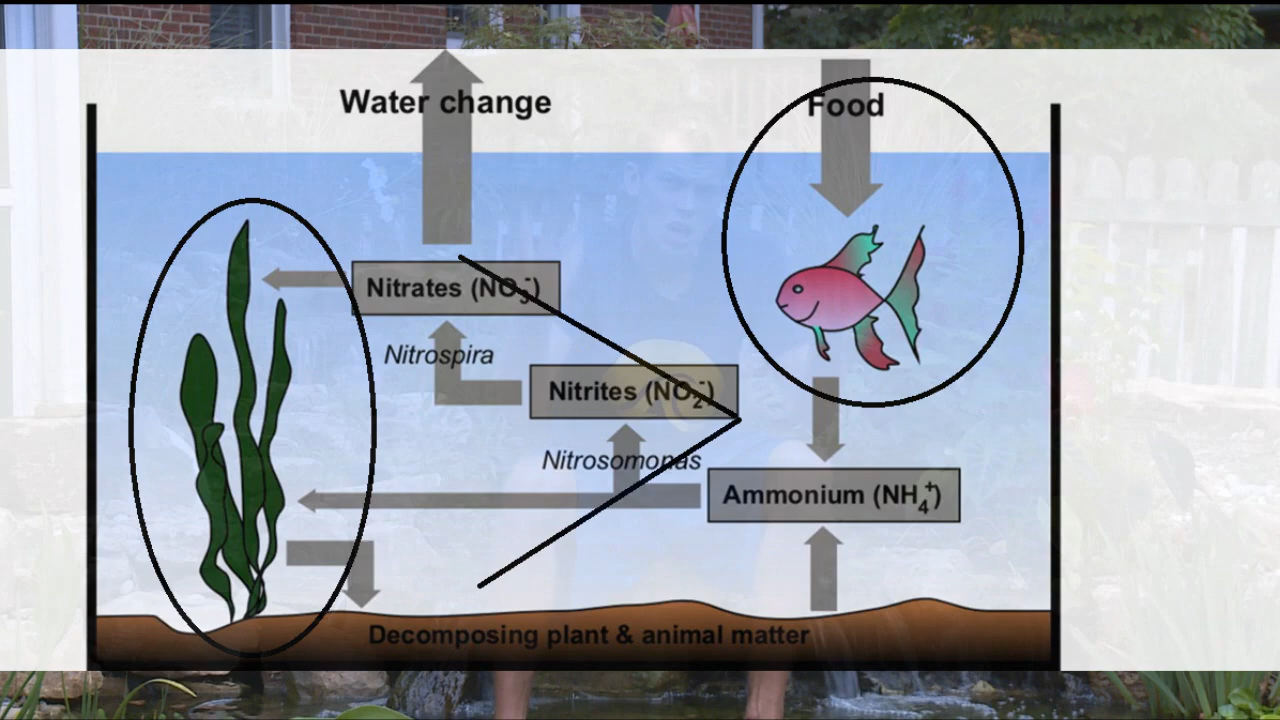 Water change
Food
Nitrates (NO₃⁻)
Nitrospira
Nitrites (NO₂⁻)
Nitrosomonas
Ammonium (NH₄⁺)
Decomposing plant & animal matter